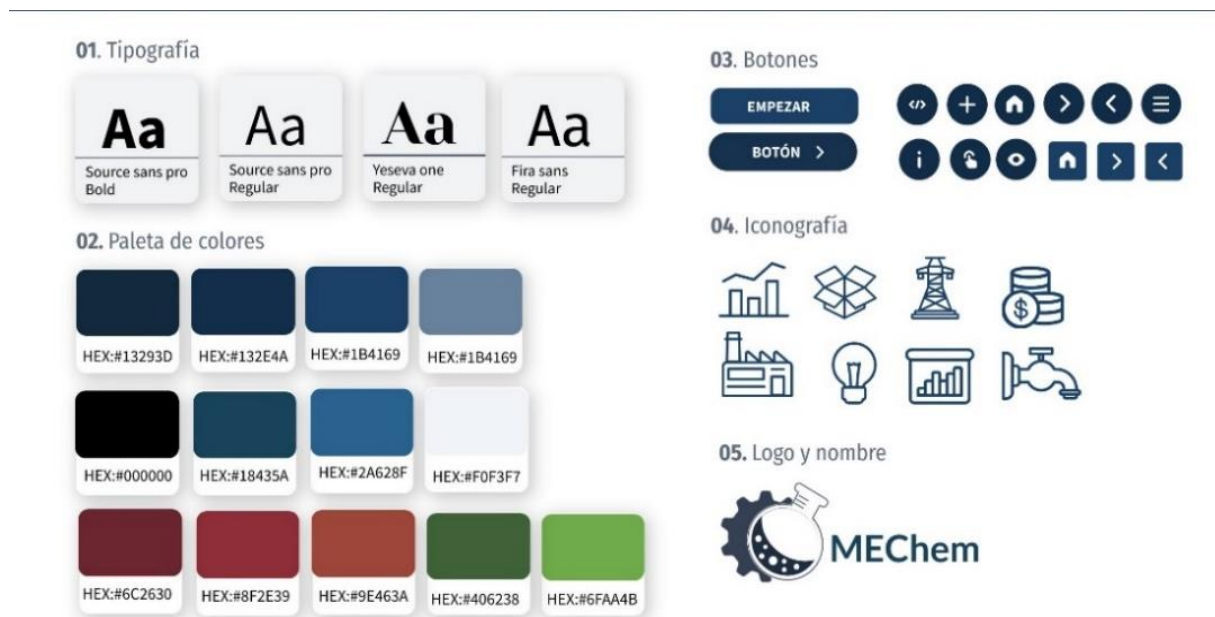 01. Tipografía
Aa
Source sans pro
Bold
Aa
Source sans pro
Regular
Aa
Yeseva one
Regular
Aa
Fira sans
Regular
02. Paleta de colores
HEX:#13293D
HEX:#132E4A
HEX:#1B4169
HEX:#1B4169
HEX:#000000
HEX:#18435A
HEX:#2A628F
HEX:#F0F3F7
HEX:#6C2630
HEX:#8F2E39
HEX:#9E463A
HEX:#406238
HEX:#6FAA4B
03. Botones
EMPEZAR
BOTÓN >
</>
i
04. Iconografía
$
05. Logo y nombre
MEChem